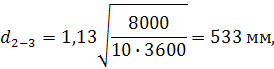 d₂₋₃ = 1,13√(8000 / (10 · 3600)) = 533 мм,